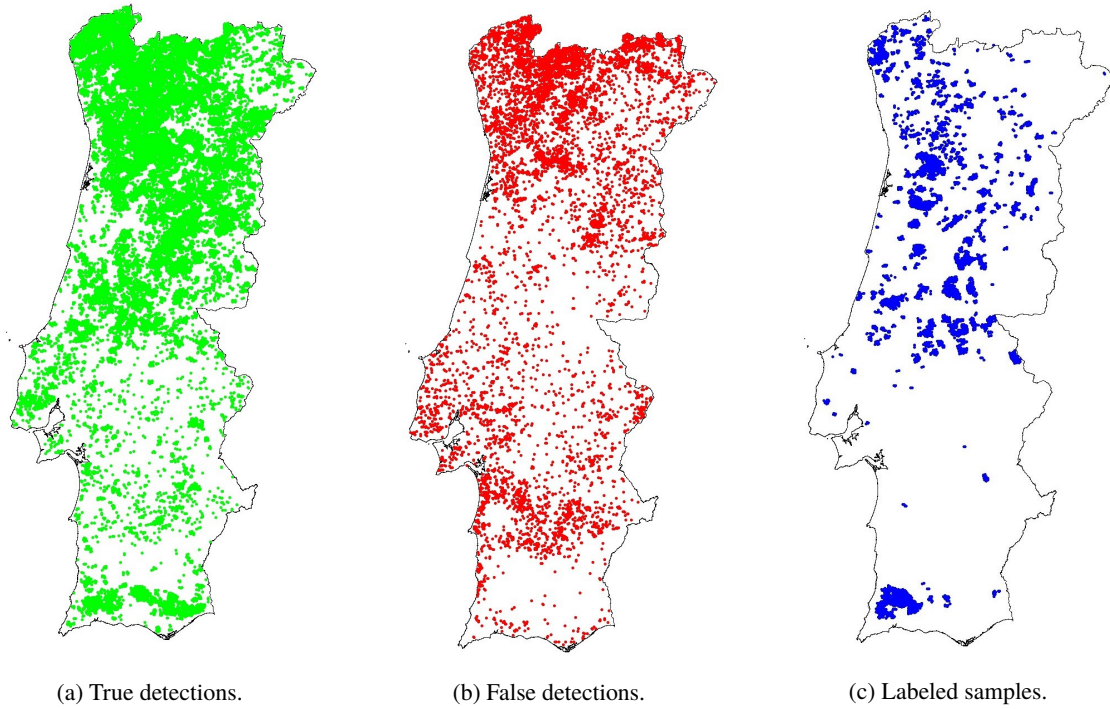 (a) True detections.
(b) False detections.
(c) Labeled samples.